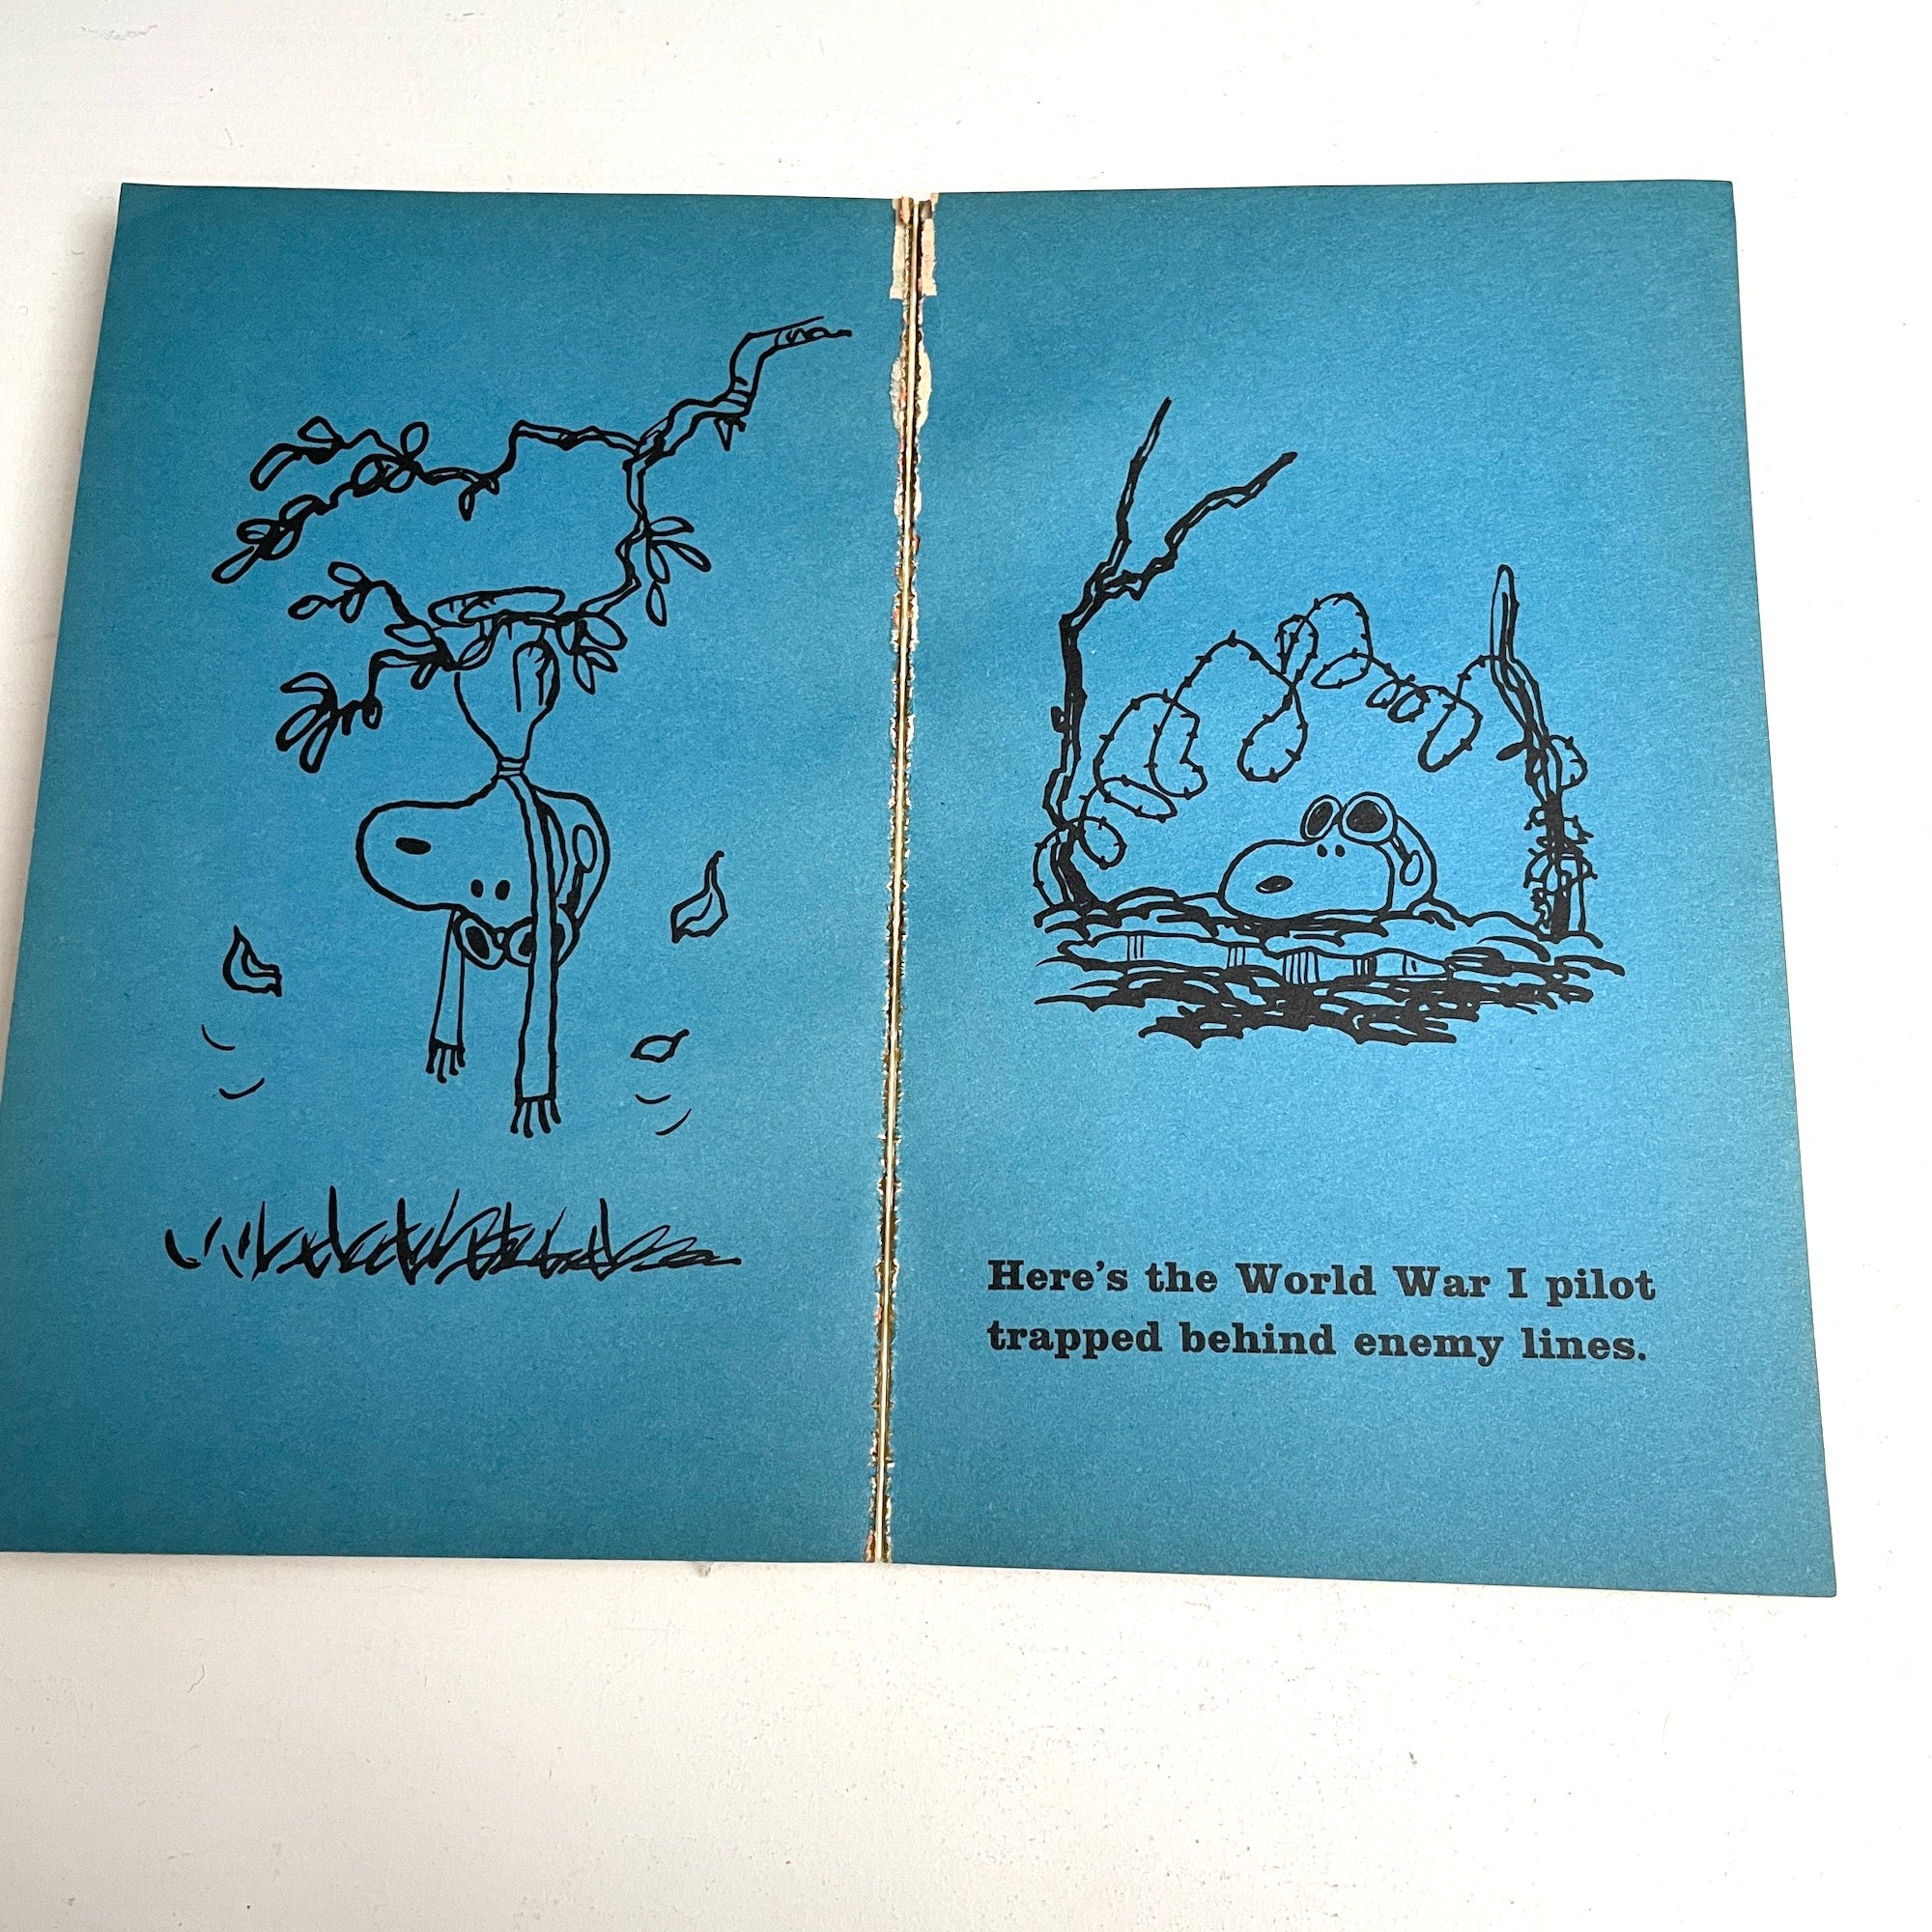 Here's the World War I pilot
trapped behind enemy lines.